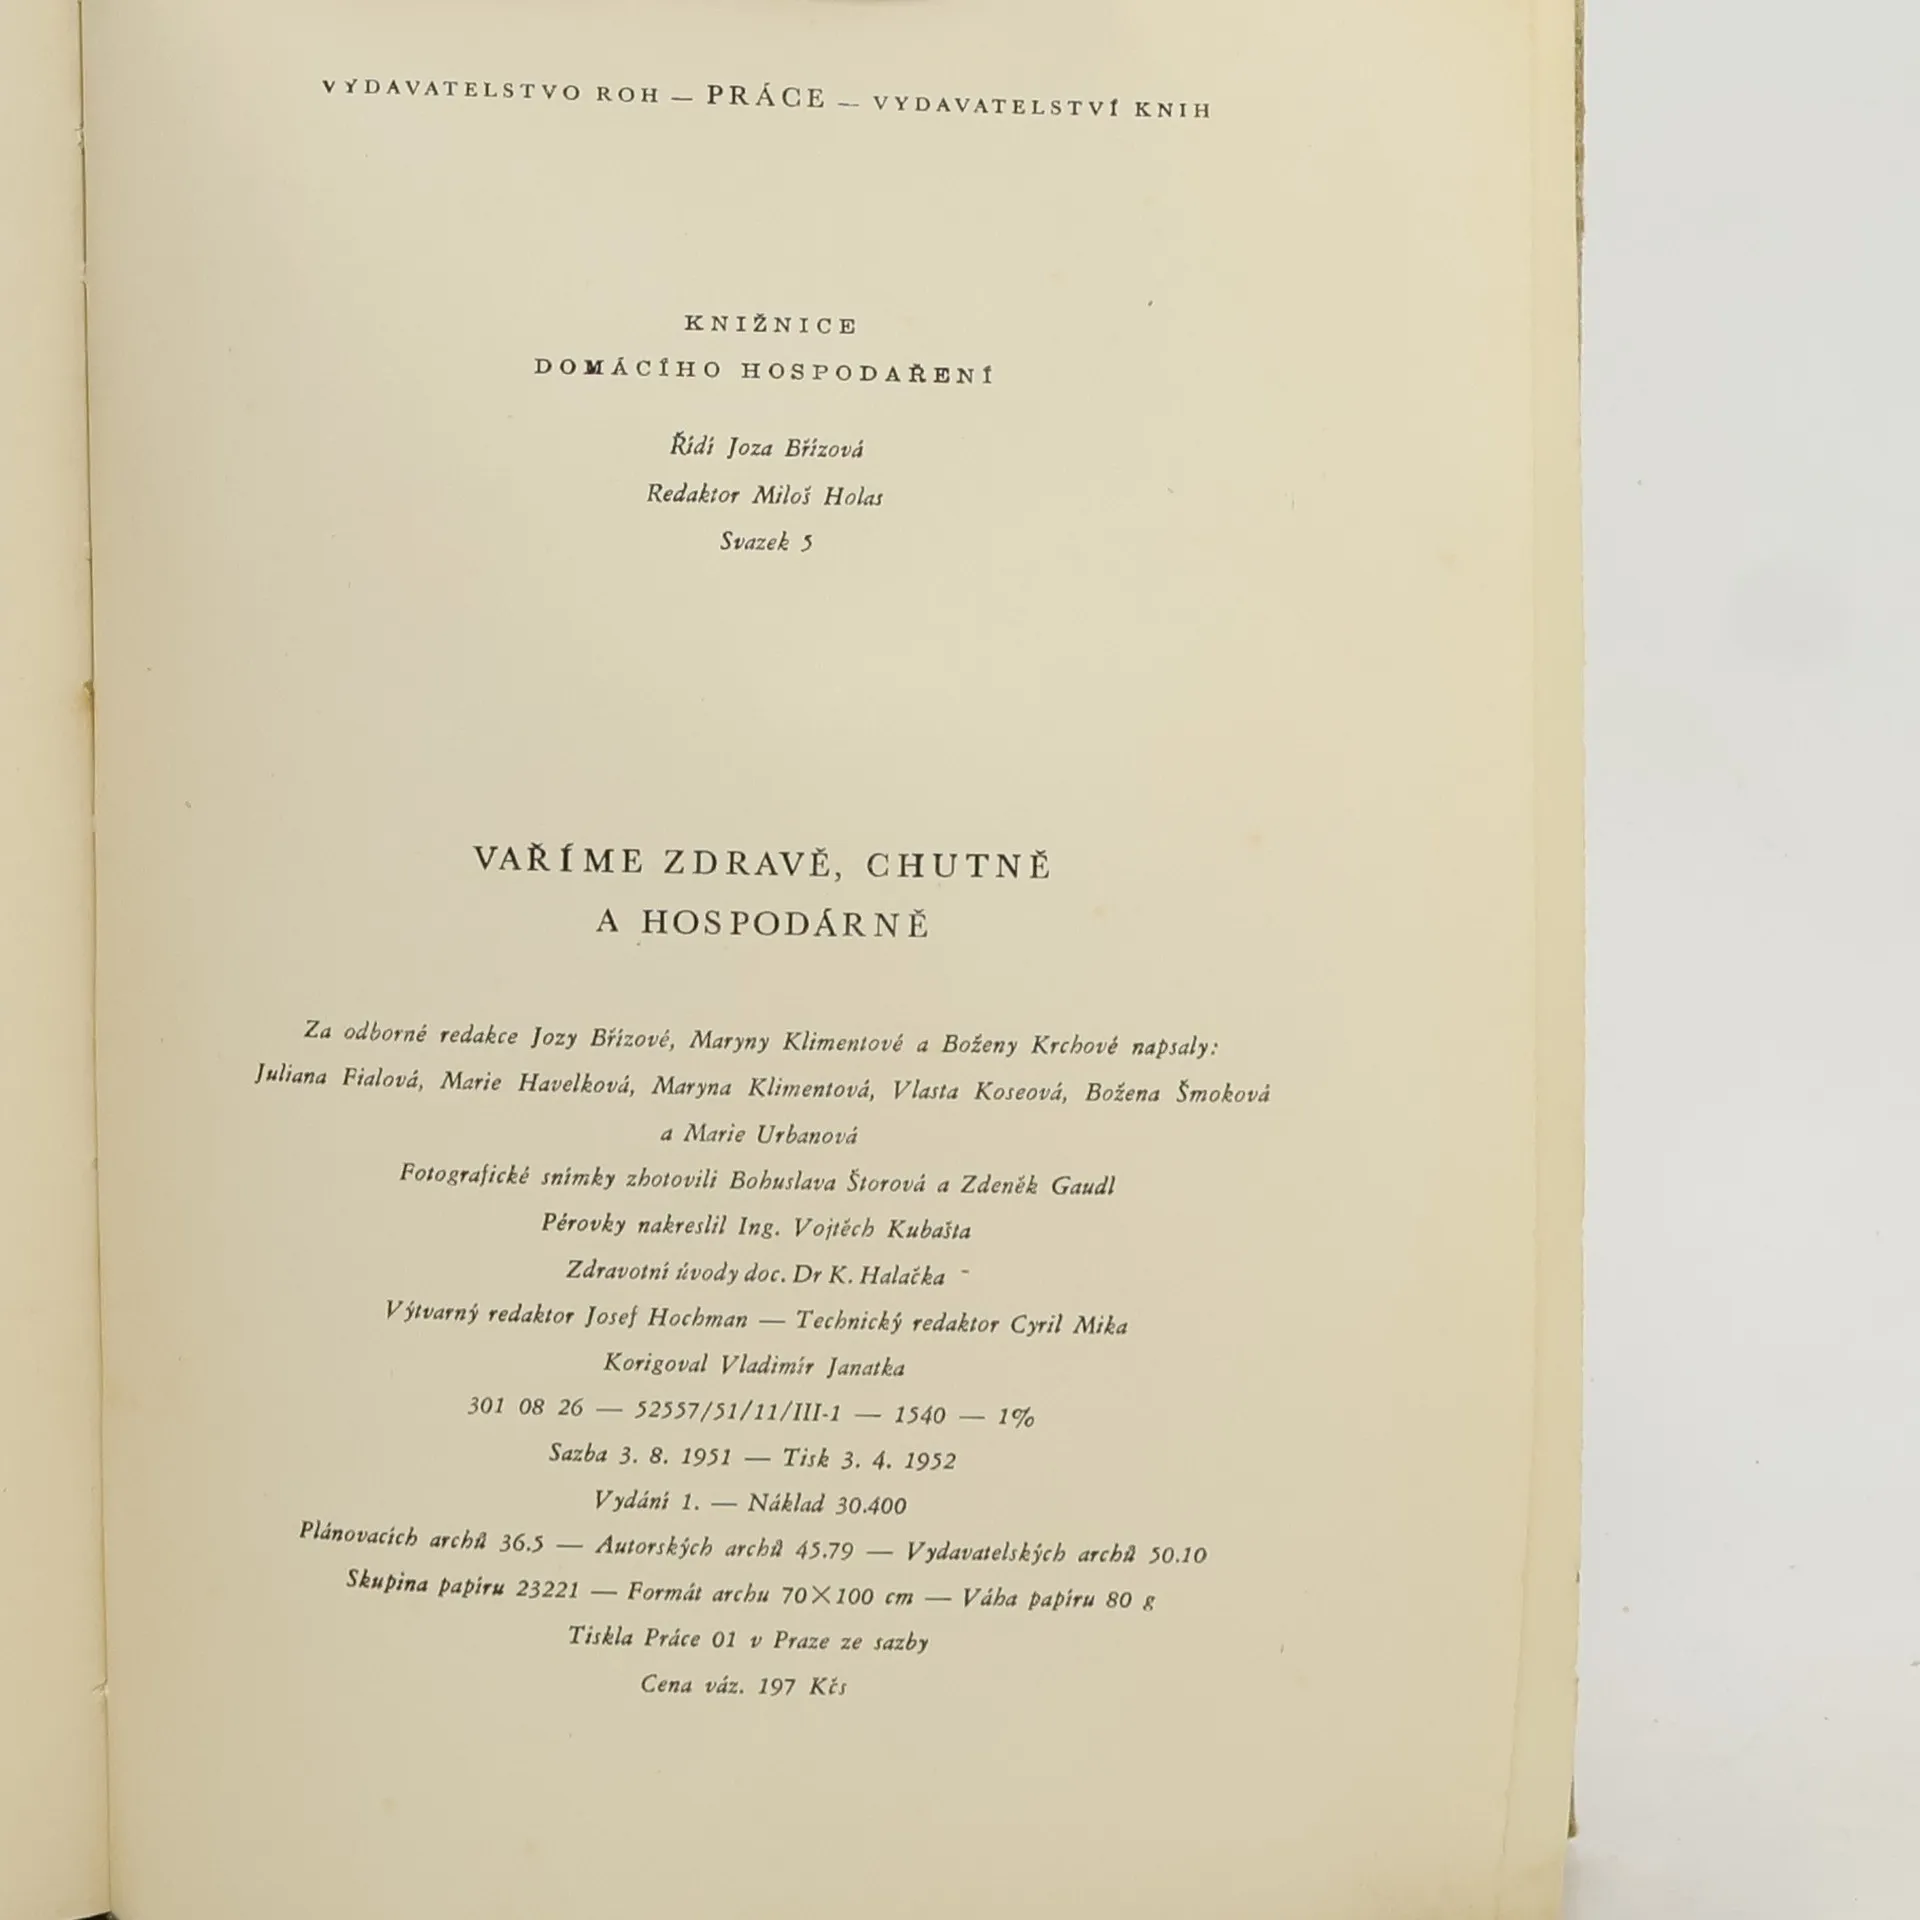 VYDAVATELSTVO ROH — PRÁCE — VYDAVATELSTVÍ KNIH
KNIŽNICE
DOMÁCÍHO HOSPODAŘENÍ
Řídí Joza Břízová
Redaktor Miloš Holas
Svazek 5
VAŘÍME ZDRAVĚ, CHUTNĚ
A HOSPODÁRNĚ
Za odborné redakce Jozy Břízové, Maryny Klimentové a Boženy Krchové napsaly:
Juliana Fialová, Marie Havelková, Maryna Klimentová, Vlasta Koseová, Božena Šmoková
a Marie Urbanová
Fotografické snímky zhotovili Bohuslava Štorová a Zdeněk Gaudl
Pérovky nakreslil Ing. Vojtěch Kubašta
Zdravotní úvody doc. Dr K. Halačka
Výtvarný redaktor Josef Hochman — Technický redaktor Cyril Mika
Korigoval Vladimír Janatka
301 08 26 — 52557/51/11/III-1 — 1540 — 1%
Sazba 3. 8. 1951 — Tisk 3. 4. 1952
Vydání 1. — Náklad 30.400
Plánovacích archů 36.5 — Autorských archů 45.79 — Vydavatelských archů 50.10
Skupina papíru 23221 — Formát archu 70×100 cm — Váha papíru 80 g
Tiskla Práce 01 v Praze ze sazby
Cena váz. 197 Kčs